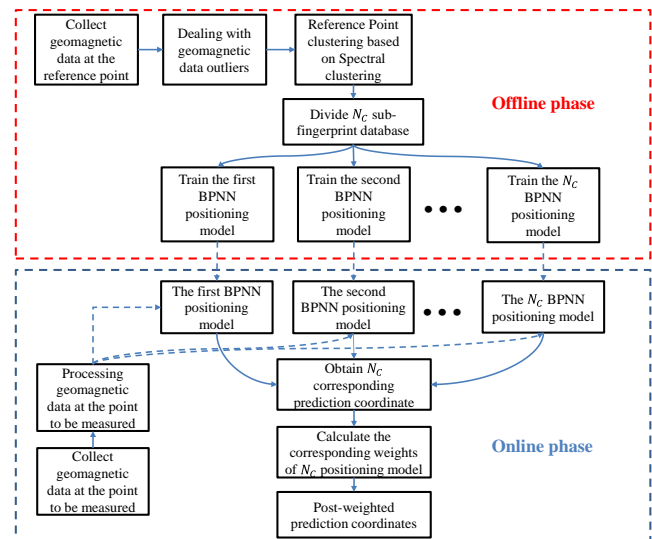 Collect
geomagnetic
data at the
reference point
Dealing with
geomagnetic
data outliers
Reference Point
clustering based
on Spectral
clustering
Offline phase
Divide N_C sub-
fingerprint database
Train the first
BPNN
positioning
model
Train the second
BPNN
positioning
model
Train the N_C
BPNN
positioning
model
The first BPNN
positioning
model
The second
BPNN positioning
model
The N_C BPNN
positioning model
Processing
geomagnetic
data at the point
to be measured
Obtain N_C
corresponding
prediction coordinate
Online phase
Collect
geomagnetic
data at the point
to be measured
Calculate the
corresponding weights
of N_C positioning model
Post-weighted
prediction coordinates